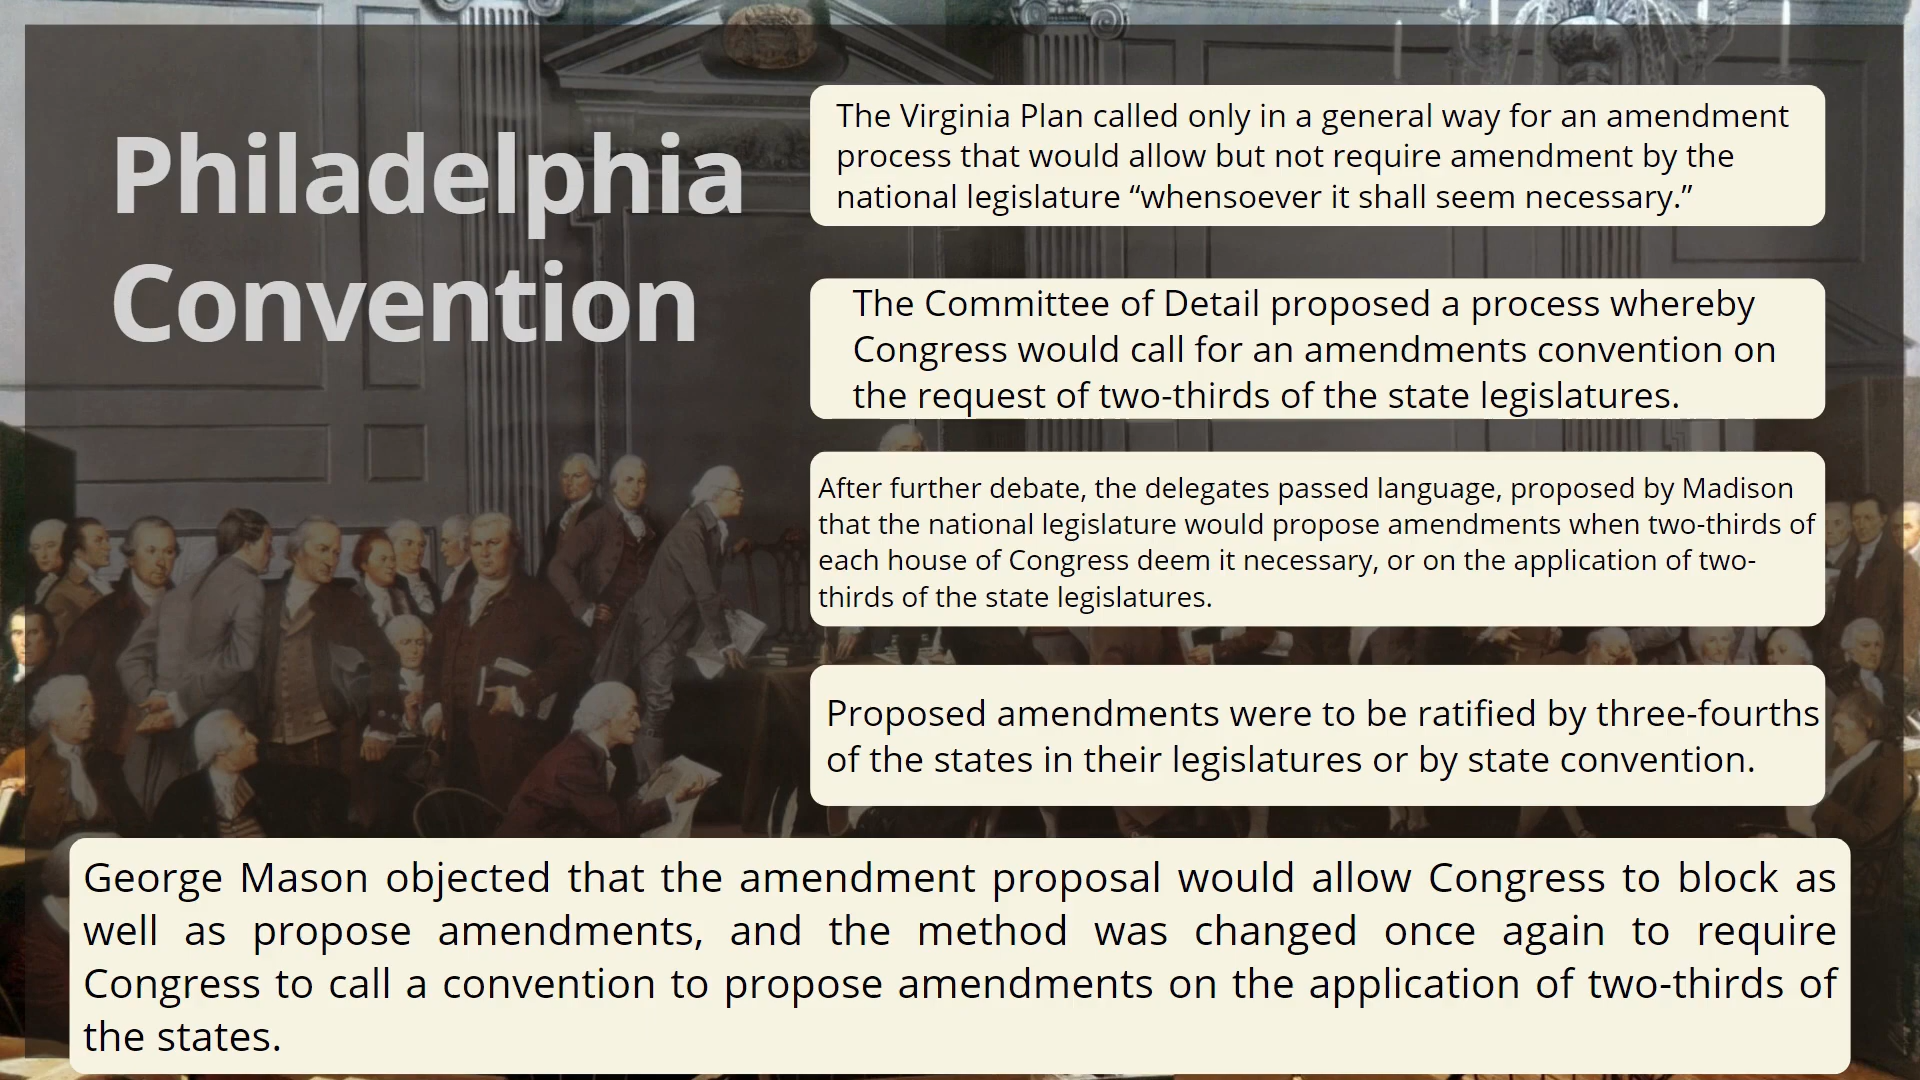 Philadelphia
Convention
The Virginia Plan called only in a general way for an amendment
process that would allow but not require amendment by the
national legislature “whensoever it shall seem necessary.”
The Committee of Detail proposed a process whereby
Congress would call for an amendments convention on
the request of two-thirds of the state legislatures.
After further debate, the delegates passed language, proposed by Madison
that the national legislature would propose amendments when two-thirds of
each house of Congress deem it necessary, or on the application of two-
thirds of the state legislatures.
Proposed amendments were to be ratified by three-fourths
of the states in their legislatures or by state convention.
George Mason objected that the amendment proposal would allow Congress to block as
well as propose amendments, and the method was changed once again to require
Congress to call a convention to propose amendments on the application of two-thirds of
the states.